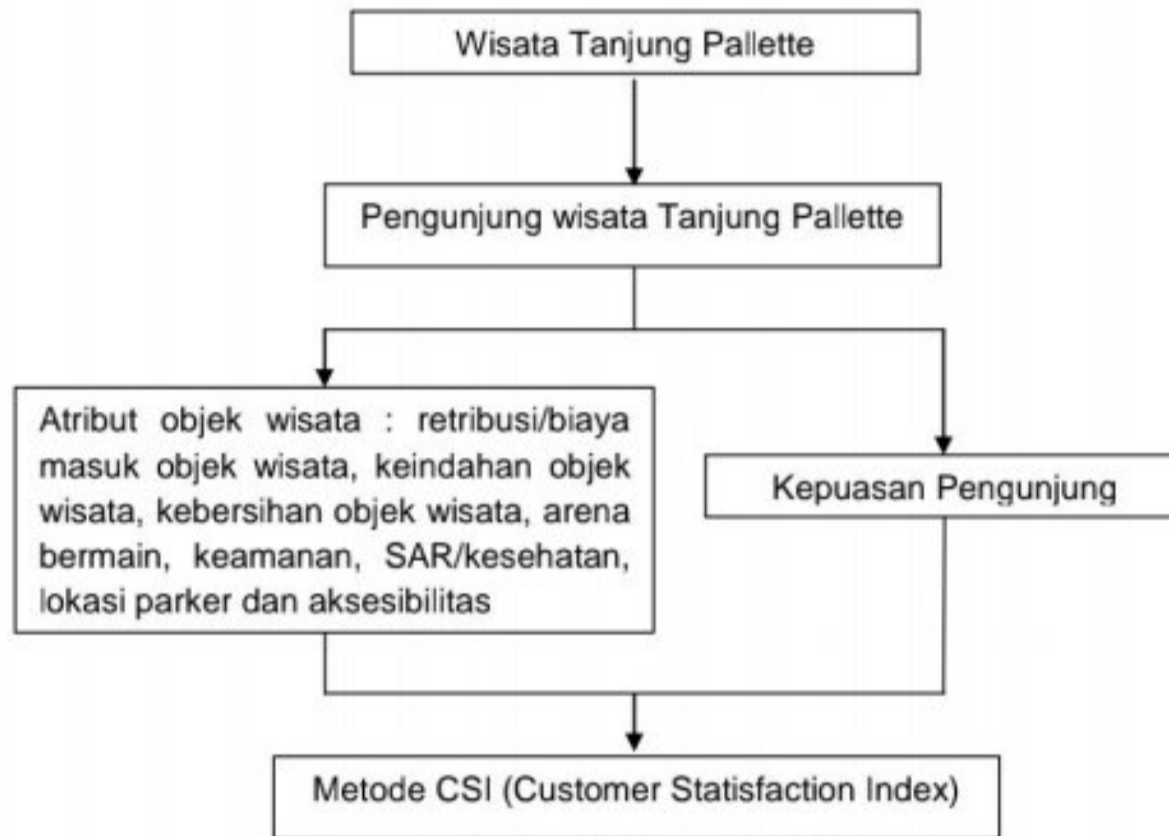 Wisata Tanjung Pallette
Pengunjung wisata Tanjung Pallette
Atribut objek wisata : retribusi/biaya
masuk objek wisata, keindahan objek
wisata, kebersihan objek wisata, arena
bermain, keamanan, SAR/kesehatan,
lokasi parker dan aksesibilitas
Kepuasan Pengunjung
Metode CSI (Customer Statisfaction Index)